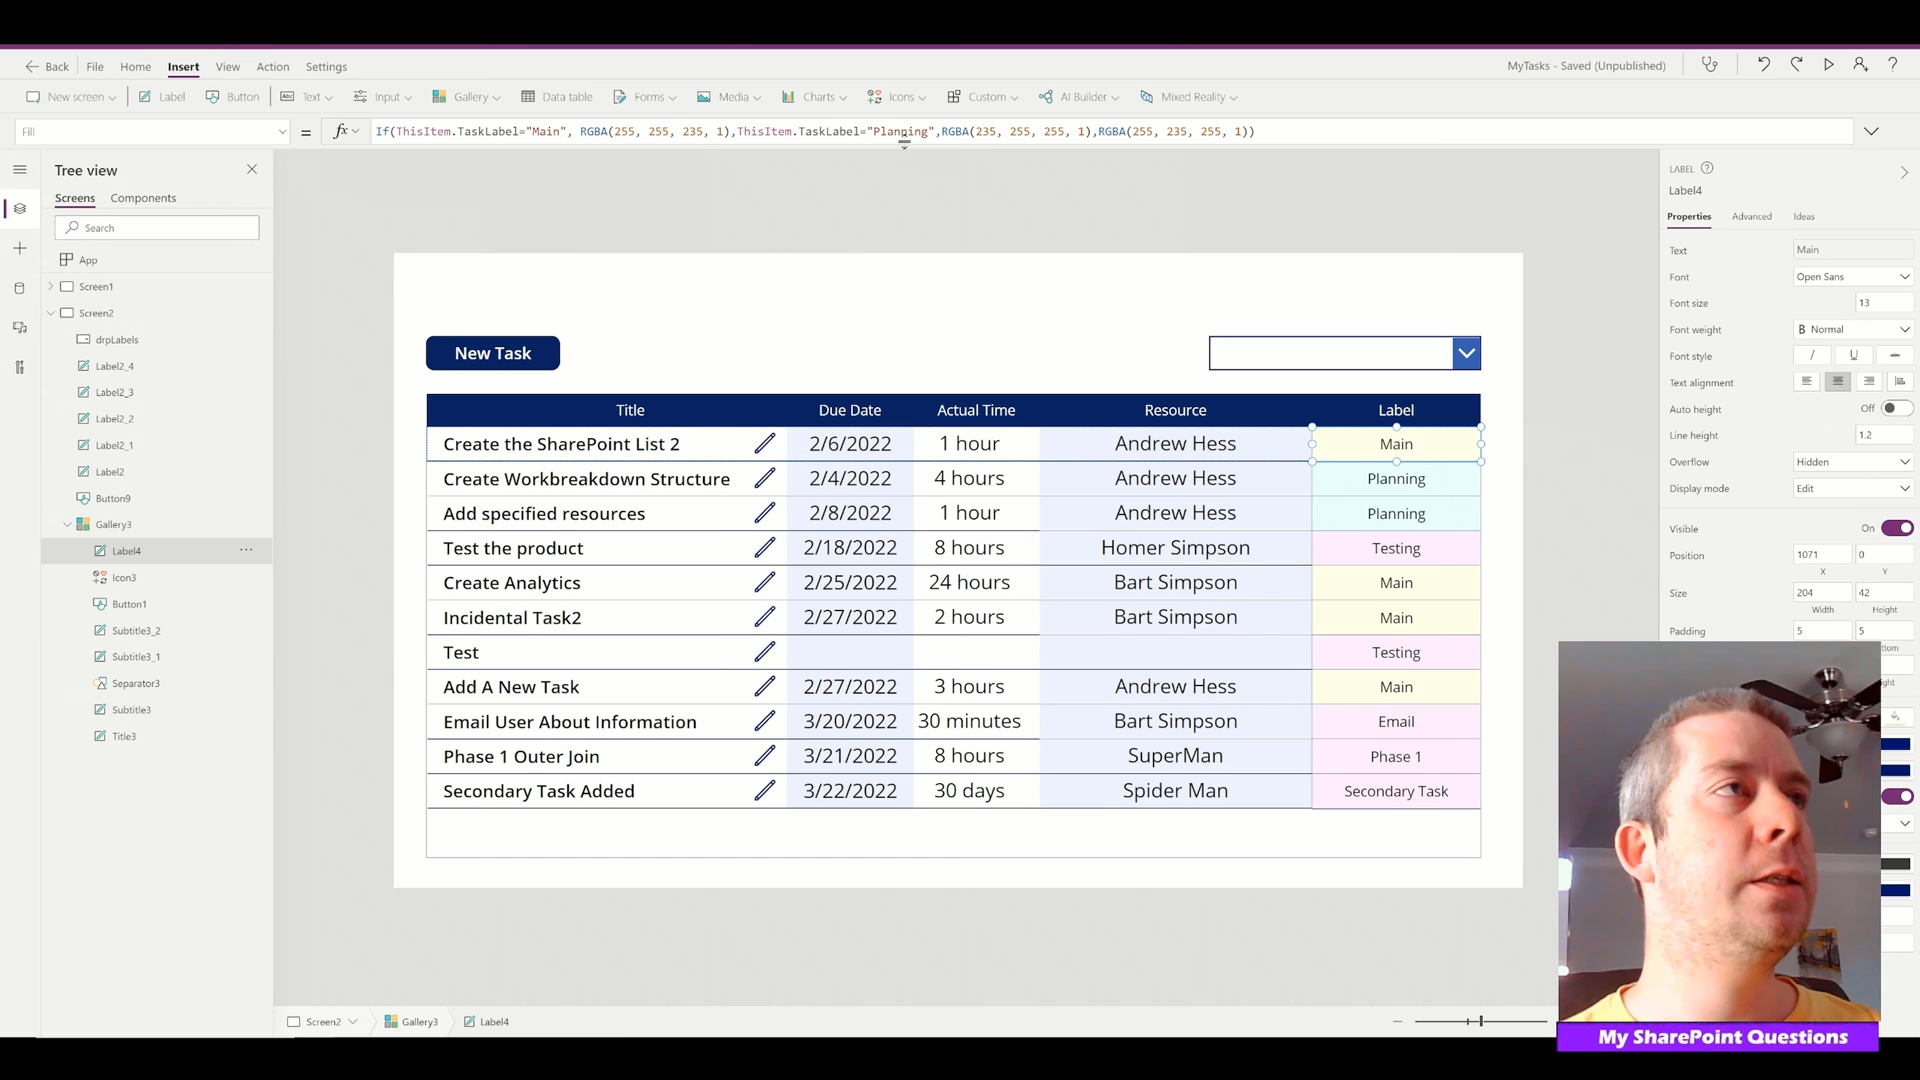 Back File Home Insert View Action Settings MyTasks - Saved (Unpublished) ?
New screen Label Button Text Input Gallery Data table Forms Media Charts Icons Custom AI Builder Mixed Reality
Fill = fx If(ThisItem.TaskLabel="Main", RGBA(255, 255, 235, 1),ThisItem.TaskLabel="Planning",RGBA(235, 255, 255, 1),RGBA(255, 235, 255, 1))
Tree view
Screens Components
Search
App
Screen1
Screen2
drpLabels
Label2_4
Label2_3
Label2_2
Label2_1
Label2
Button9
Gallery3
Label4 ...
Icon3
Button1
Subtitle3_2
Subtitle3_1
Separator3
Subtitle3
Title3
New Task
Title Due Date Actual Time Resource Label
Create the SharePoint List 2 2/6/2022 1 hour Andrew Hess Main
Create Workbreakdown Structure 2/4/2022 4 hours Andrew Hess Planning
Add specified resources 2/8/2022 1 hour Andrew Hess Planning
Test the product 2/18/2022 8 hours Homer Simpson Testing
Create Analytics 2/25/2022 24 hours Bart Simpson Main
Incidental Task2 2/27/2022 2 hours Bart Simpson Main
Test Testing
Add A New Task 2/27/2022 3 hours Andrew Hess Main
Email User About Information 3/20/2022 30 minutes Bart Simpson Email
Phase 1 Outer Join 3/21/2022 8 hours SuperMan Phase 1
Secondary Task Added 3/22/2022 30 days Spider Man Secondary Task
Screen2 Gallery3 Label4
LABEL ?
Label4
Properties Advanced Ideas
Text Main
Font Open Sans
Font size 13
Font weight B Normal
Font style / U
Text alignment
Auto height Off
Line height 1.2
Overflow Hidden
Display mode Edit
Visible On
Position 1071 0
X Y
Size 204 42
Width Height
Padding 5 5
My SharePoint Questions